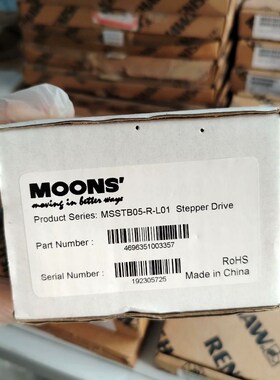 MOONS'
moving in better ways
Product Series: MSSTB05-R-L01 Stepper Drive
Part Number :
4696351003357
Serial Number :
192305725
RoHS
Made in China